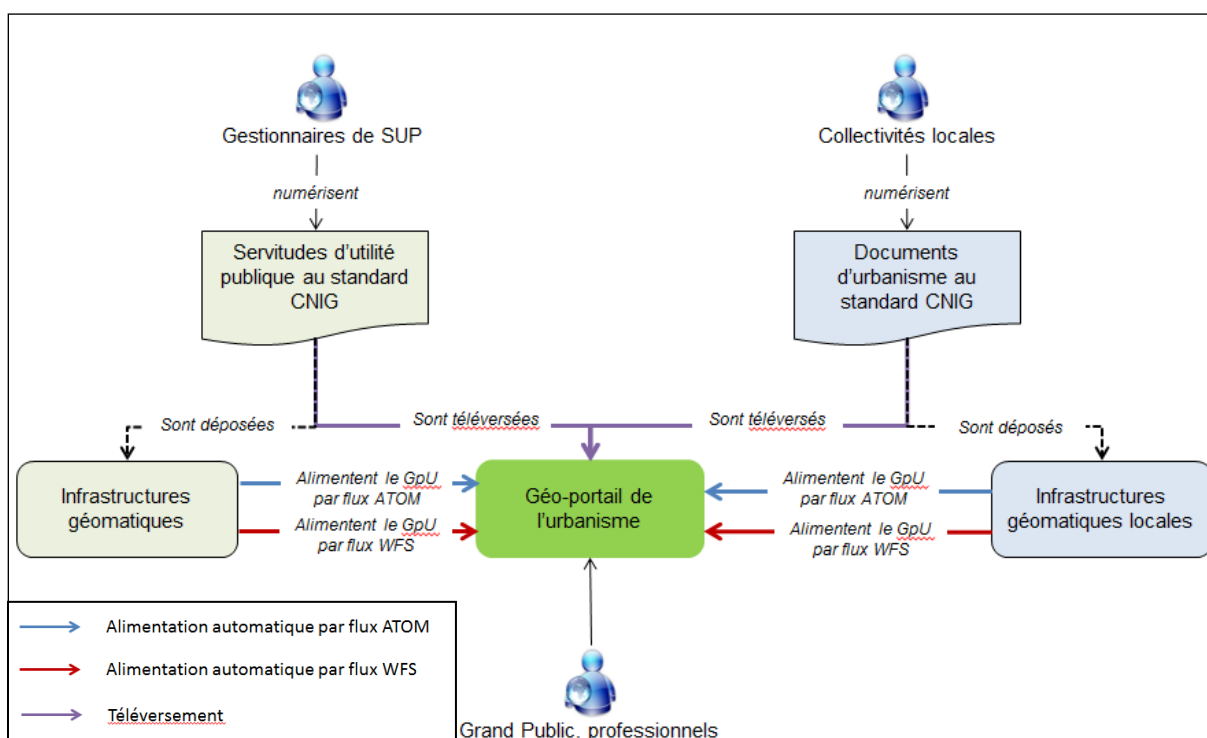 Gestionnaires de SUP
Collectivités locales
numérisent
numérisent
Servitudes d'utilité
publique au standard
CNIG
Documents
d'urbanisme au
standard CNIG
Sont déposées
Sont téléversées
Sont téléversés
Sont déposés
Infrastructures
géomatiques
Alimentent le GpU
par flux ATOM
Alimentent le GpU
par flux WFS
Géo-portail de
l'urbanisme
Alimentent le GpU
par flux ATOM
Alimentent le GpU
par flux WFS
Infrastructures
géomatiques locales
Alimentation automatique par flux ATOM
Alimentation automatique par flux WFS
Téléversement
Grand Public, professionnels